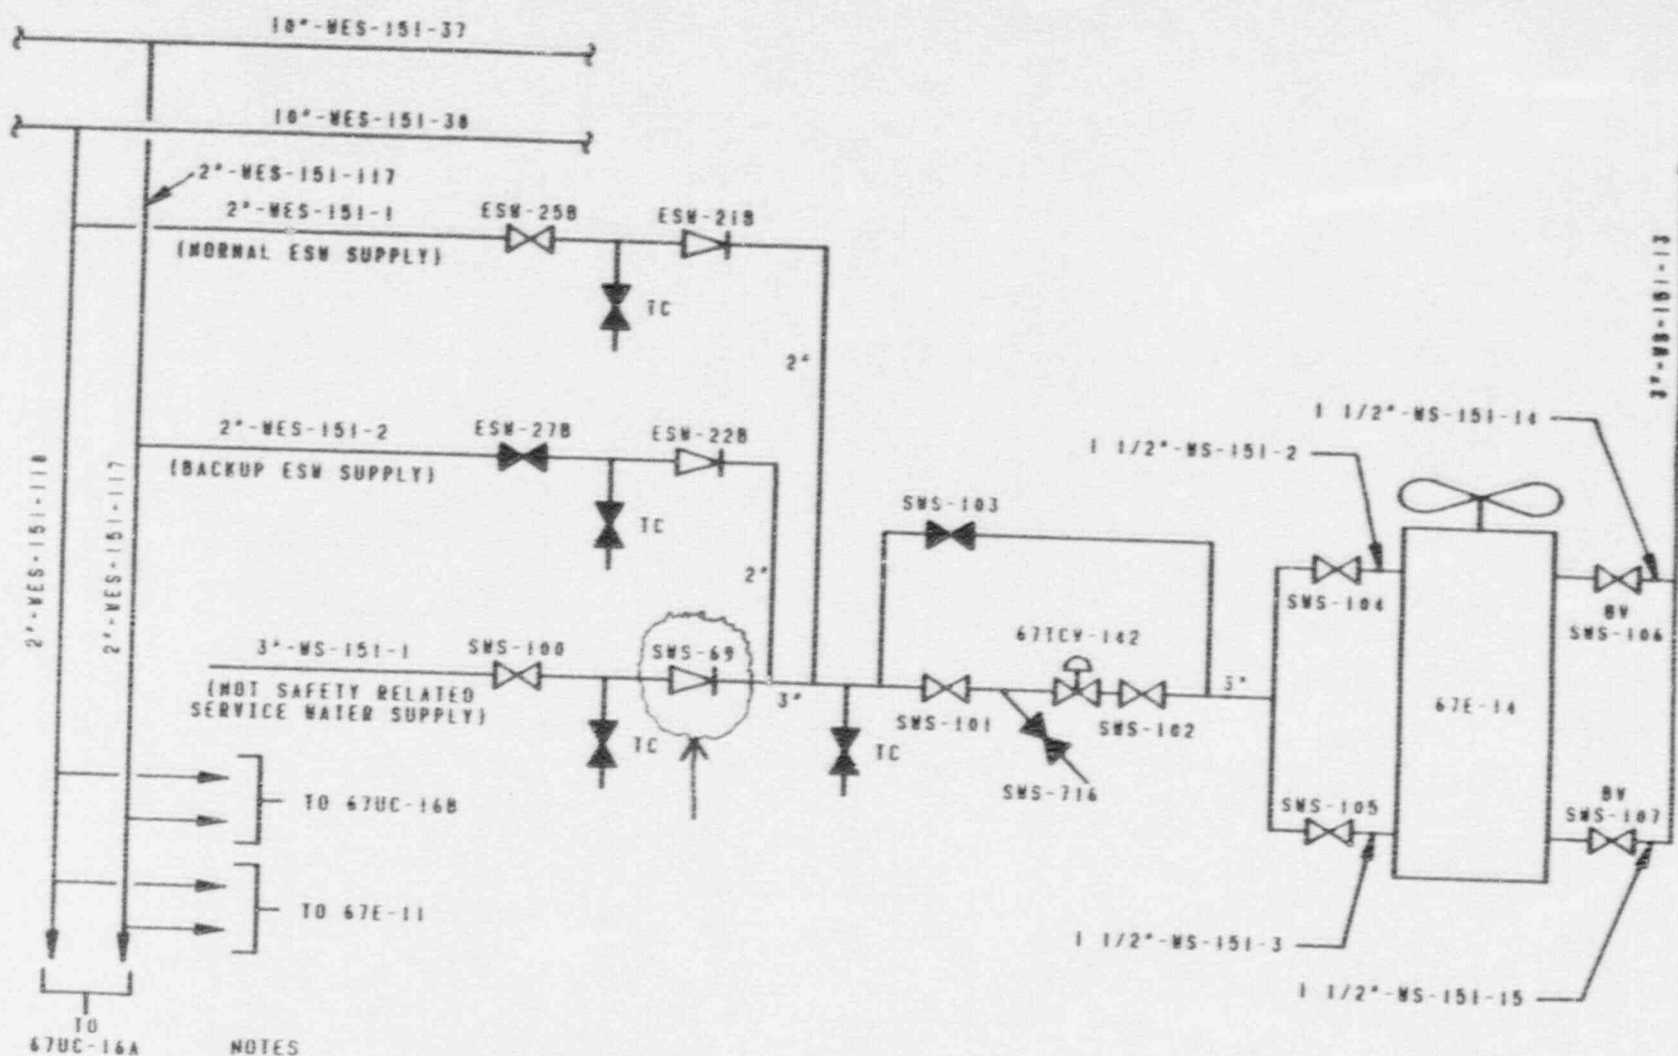 10"-WES-151-37
10"-WES-151-38
2"-WES-151-117
2"-WES-151-1
ESW-25B
ESW-21B
(NORMAL ESW SUPPLY)
TC
2"
3"-WS-151-13
2"-WES-151-2
ESW-27B
ESW-22B
(BACKUP ESW SUPPLY)
TC
2"
1 1/2"-WS-151-14
1 1/2"-WS-151-2
SWS-103
2"-WES-151-118
2"-WES-151-117
3"-WS-151-1
SWS-100
SWS-69
67TCV-142
SWS-104
BV
SWS-106
(NOT SAFETY RELATED
SERVICE WATER SUPPLY)
3"
3"
67E-14
TC
TC
SWS-101
SWS-102
SWS-716
SWS-105
BV
SWS-107
TO 67UC-16B
TO 67E-11
1 1/2"-WS-151-3
1 1/2"-WS-151-15
TO
67UC-16A
NOTES